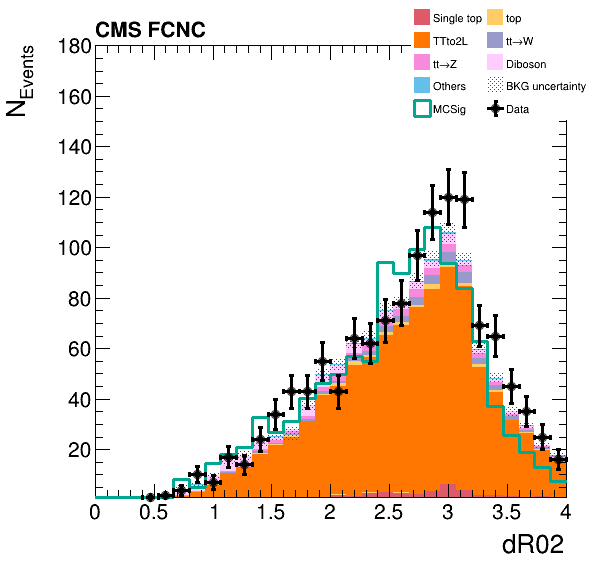 CMS FCNC
Single top
top
TTto2L
tt→W
tt→Z
Diboson
Others
BKG uncertainty
MCSig
Data
N_Events
180
160
140
120
100
80
60
40
20
0 0.5 1 1.5 2 2.5 3 3.5 4
dR02